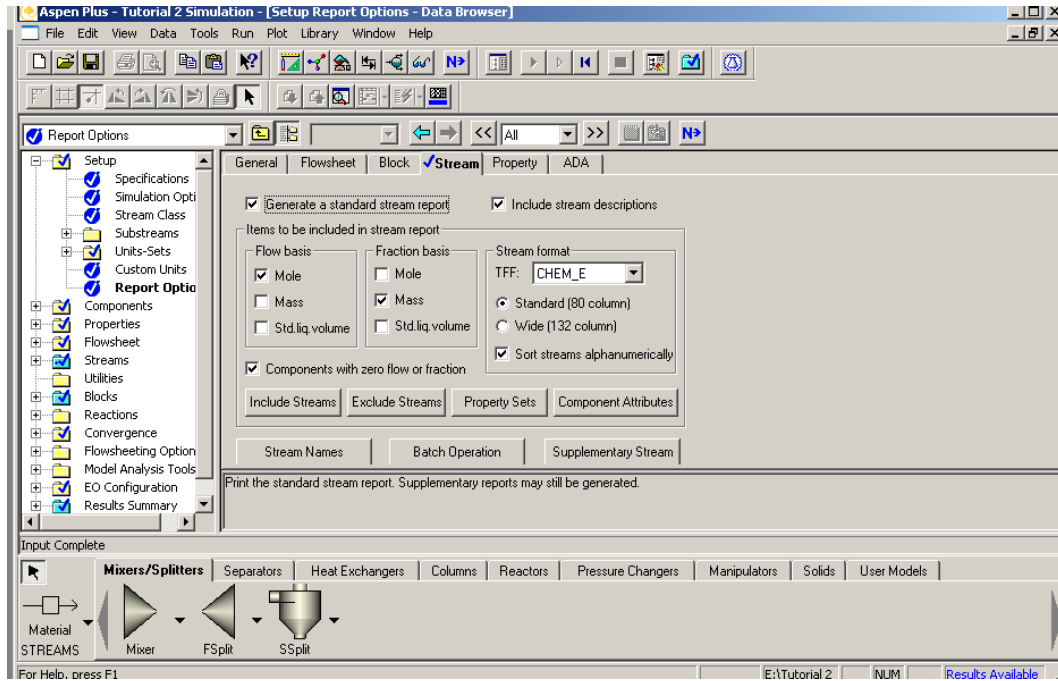 Aspen Plus - Tutorial 2 Simulation - [Setup Report Options - Data Browser]
File Edit View Data Tools Run Plot Library Window Help
N>
Report Options
All
N>
Setup
Specifications
Simulation Opti
Stream Class
Substreams
Units-Sets
Custom Units
Report Optio
Components
Properties
Flowsheet
Streams
Utilities
Blocks
Reactions
Convergence
Flowsheeting Option
Model Analysis Tools
EO Configuration
Results Summary
General Flowsheet Block Stream Property ADA
Generate a standard stream report Include stream descriptions
Items to be included in stream report
Flow basis
Mole
Mass
Std.liq.volume
Fraction basis
Mole
Mass
Std.liq.volume
Stream format
TFF: CHEM_E
Standard (80 column)
Wide (132 column)
Sort streams alphanumerically
Components with zero flow or fraction
Include Streams Exclude Streams Property Sets Component Attributes
Stream Names Batch Operation Supplementary Stream
Print the standard stream report. Supplementary reports may still be generated.
Input Complete
Mixers/Splitters Separators Heat Exchangers Columns Reactors Pressure Changers Manipulators Solids User Models
Material
STREAMS Mixer FSplit SSplit
For Help, press F1 E:\Tutorial 2 NUM Results Available